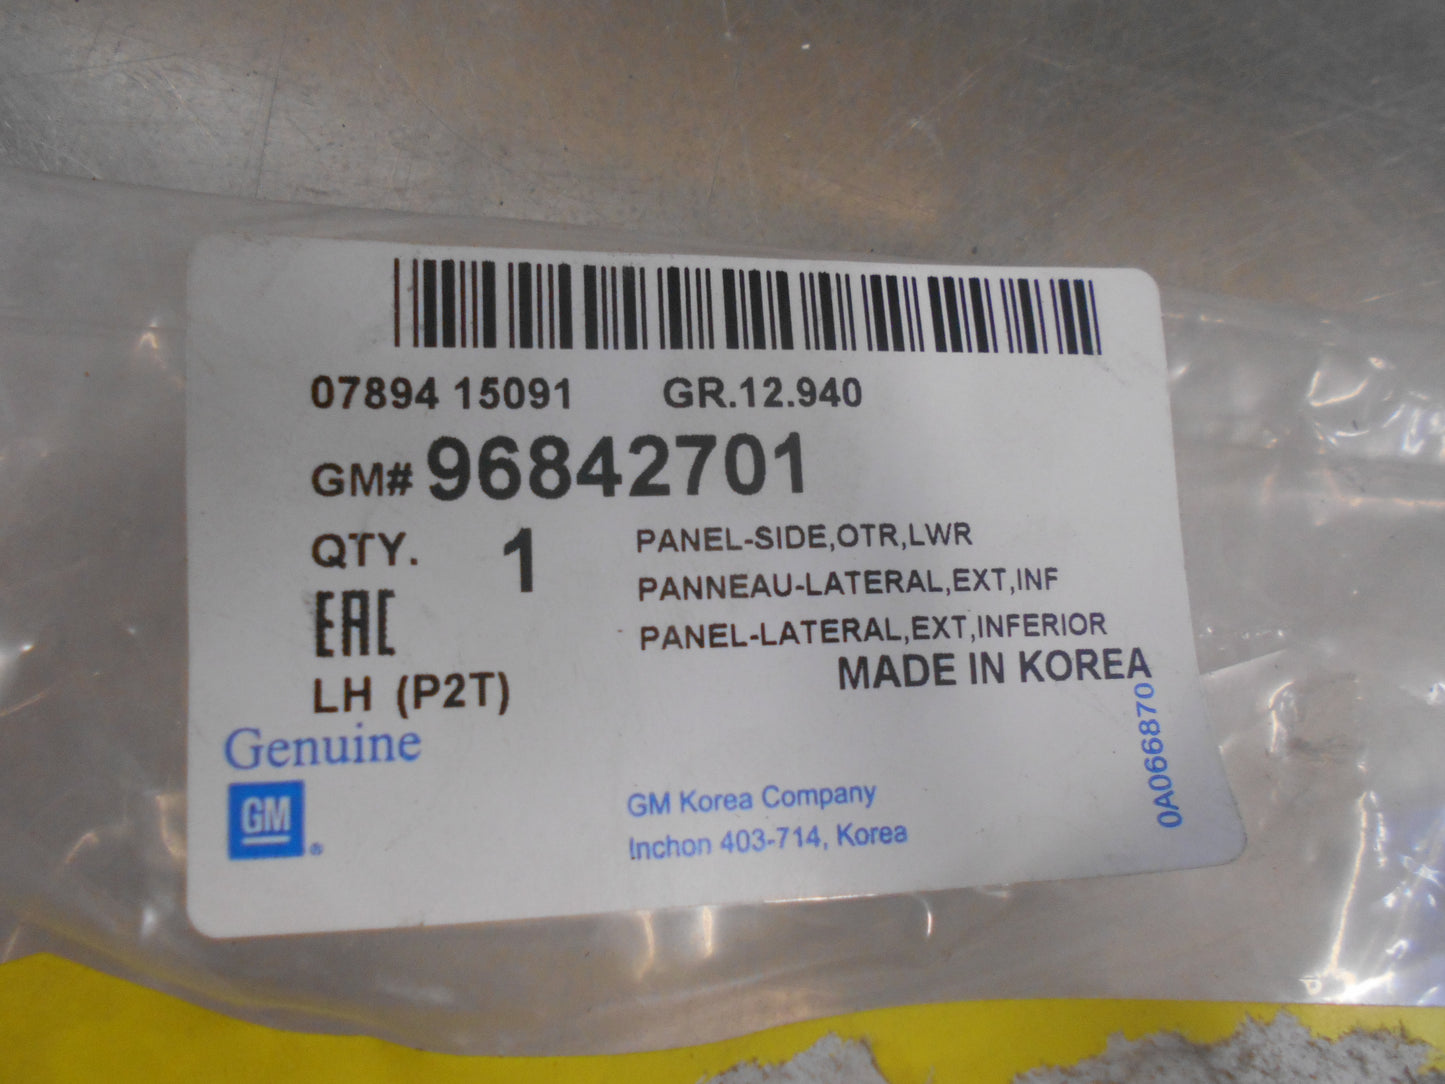 07894 15091 GR.12.940
GM# 96842701
QTY. 1 PANEL-SIDE,OTR,LWR
PANNEAU-LATERAL,EXT,INF
EAC PANEL-LATERAL,EXT,INFERIOR
LH (P2T) MADE IN KOREA
Genuine
GM ®
GM Korea Company
Inchon 403-714, Korea
0A066870